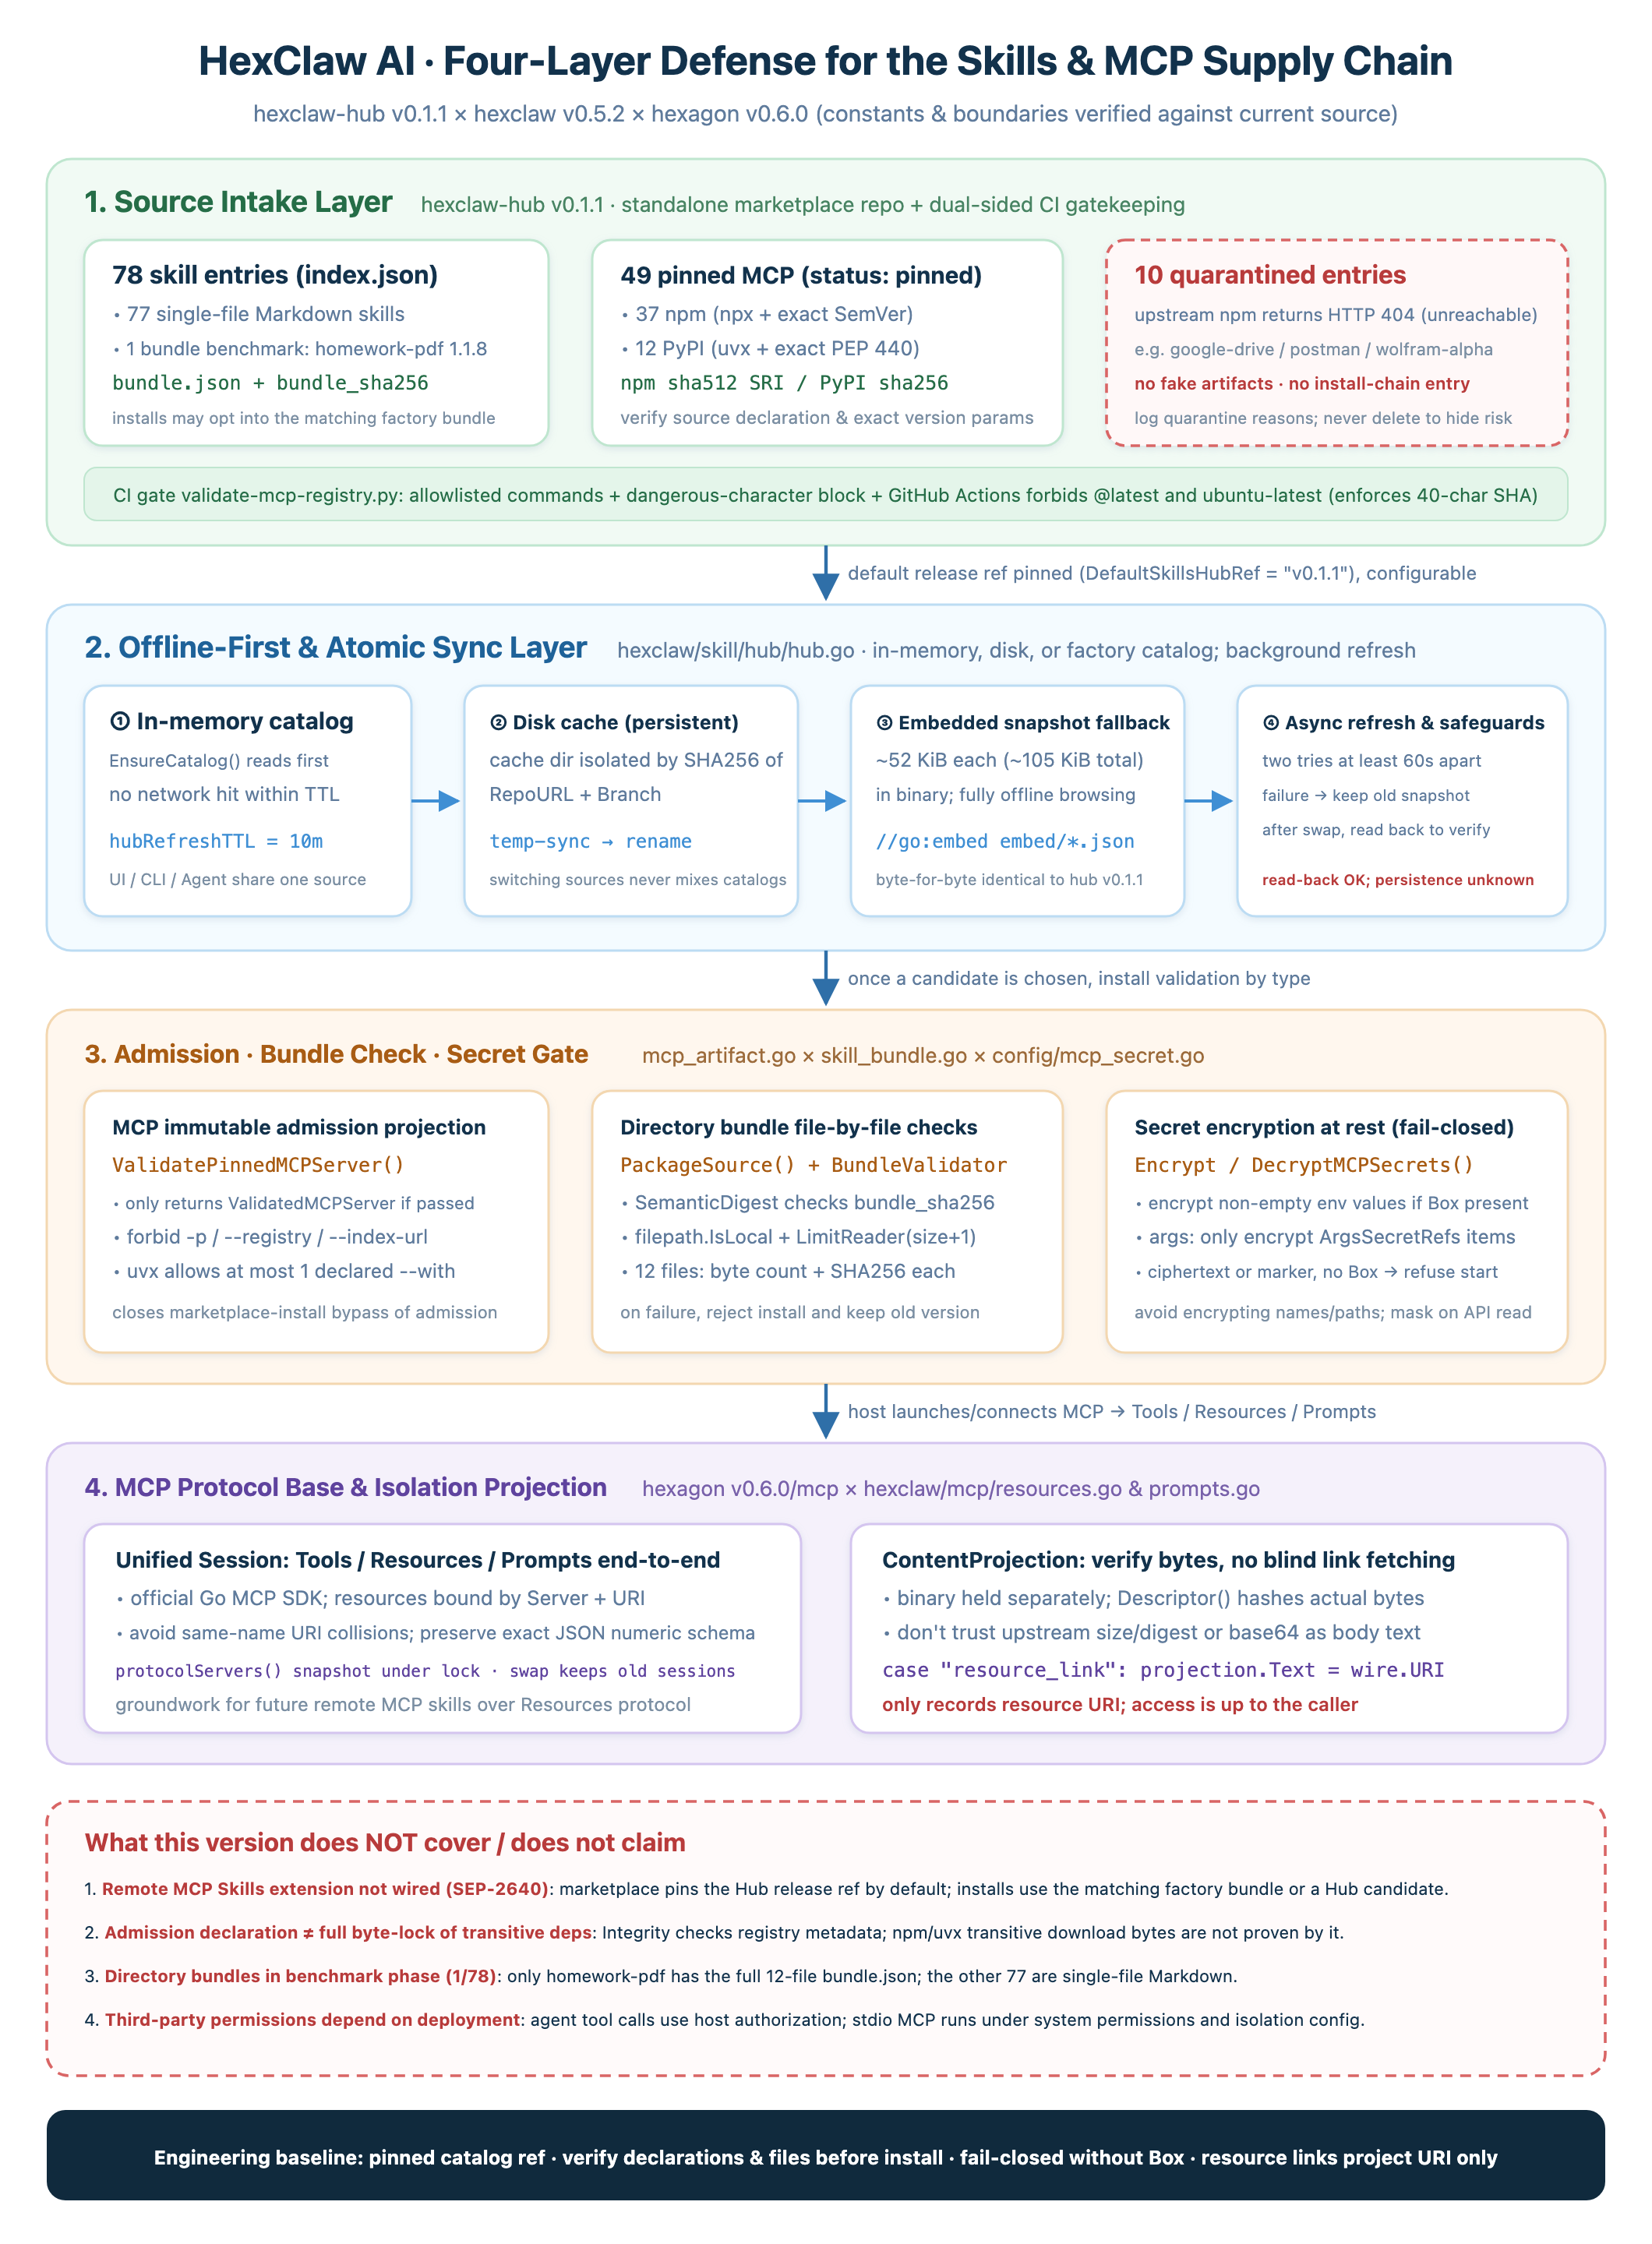 HexClaw AI · Four-Layer Defense for the Skills & MCP Supply Chain
hexclaw-hub v0.1.1 × hexclaw v0.5.2 × hexagon v0.6.0 (constants & boundaries verified against current source)
1. Source Intake Layer
hexclaw-hub v0.1.1 · standalone marketplace repo + dual-sided CI gatekeeping
78 skill entries (index.json)
• 77 single-file Markdown skills
• 1 bundle benchmark: homework-pdf 1.1.8
bundle.json + bundle_sha256
installs may opt into the matching factory bundle
49 pinned MCP (status: pinned)
• 37 npm (npx + exact SemVer)
• 12 PyPI (uvx + exact PEP 440)
npm sha512 SRI / PyPI sha256
verify source declaration & exact version params
10 quarantined entries
upstream npm returns HTTP 404 (unreachable)
e.g. google-drive / postman / wolfram-alpha
no fake artifacts · no install-chain entry
log quarantine reasons; never delete to hide risk
CI gate validate-mcp-registry.py: allowlisted commands + dangerous-character block + GitHub Actions forbids @latest and ubuntu-latest (enforces 40-char SHA)
default release ref pinned (DefaultSkillsHubRef = "v0.1.1"), configurable
2. Offline-First & Atomic Sync Layer
hexclaw/skill/hub/hub.go · in-memory, disk, or factory catalog; background refresh
① In-memory catalog
EnsureCatalog() reads first
no network hit within TTL
hubRefreshTTL = 10m
UI / CLI / Agent share one source
② Disk cache (persistent)
cache dir isolated by SHA256 of
RepoURL + Branch
temp-sync → rename
switching sources never mixes catalogs
③ Embedded snapshot fallback
~52 KiB each (~105 KiB total)
in binary; fully offline browsing
//go:embed embed/*.json
byte-for-byte identical to hub v0.1.1
④ Async refresh & safeguards
two tries at least 60s apart
failure → keep old snapshot
after swap, read back to verify
read-back OK; persistence unknown
once a candidate is chosen, install validation by type
3. Admission · Bundle Check · Secret Gate
mcp_artifact.go × skill_bundle.go × config/mcp_secret.go
MCP immutable admission projection
ValidatePinnedMCPServer()
• only returns ValidatedMCPServer if passed
• forbid -p / --registry / --index-url
• uvx allows at most 1 declared --with
closes marketplace-install bypass of admission
Directory bundle file-by-file checks
PackageSource() + BundleValidator
• SemanticDigest checks bundle_sha256
• filepath.IsLocal + LimitReader(size+1)
• 12 files: byte count + SHA256 each
on failure, reject install and keep old version
Secret encryption at rest (fail-closed)
Encrypt / DecryptMCPSecrets()
• encrypt non-empty env values if Box present
• args: only encrypt ArgsSecretRefs items
• ciphertext or marker, no Box → refuse start
avoid encrypting names/paths; mask on API read
host launches/connects MCP → Tools / Resources / Prompts
4. MCP Protocol Base & Isolation Projection
hexagon v0.6.0/mcp × hexclaw/mcp/resources.go & prompts.go
Unified Session: Tools / Resources / Prompts end-to-end
• official Go MCP SDK; resources bound by Server + URI
• avoid same-name URI collisions; preserve exact JSON numeric schema
protocolServers() snapshot under lock · swap keeps old sessions
groundwork for future remote MCP skills over Resources protocol
ContentProjection: verify bytes, no blind link fetching
• binary held separately; Descriptor() hashes actual bytes
• don't trust upstream size/digest or base64 as body text
case "resource_link": projection.Text = wire.URI
only records resource URI; access is up to the caller
What this version does NOT cover / does not claim
1. Remote MCP Skills extension not wired (SEP-2640): marketplace pins the Hub release ref by default; installs use the matching factory bundle or a Hub candidate.
2. Admission declaration ≠ full byte-lock of transitive deps: Integrity checks registry metadata; npm/uvx transitive download bytes are not proven by it.
3. Directory bundles in benchmark phase (1/78): only homework-pdf has the full 12-file bundle.json; the other 77 are single-file Markdown.
4. Third-party permissions depend on deployment: agent tool calls use host authorization; stdio MCP runs under system permissions and isolation config.
Engineering baseline: pinned catalog ref · verify declarations & files before install · fail-closed without Box · resource links project URI only